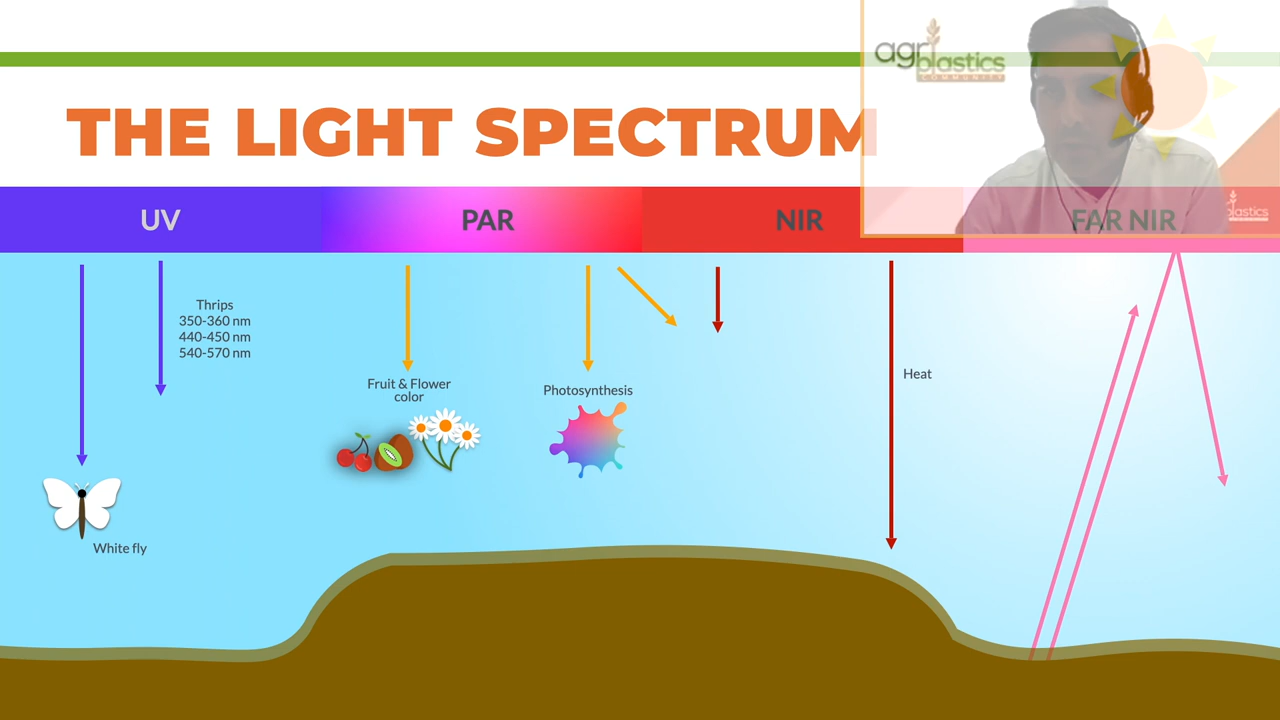 agriplastics
COMMUNITY
THE LIGHT SPECTRUM
UV
PAR
NIR
FAR NIR
plastics
Thrips
350-360 nm
440-450 nm
540-570 nm
Fruit & Flower
color
Photosynthesis
Heat
White fly